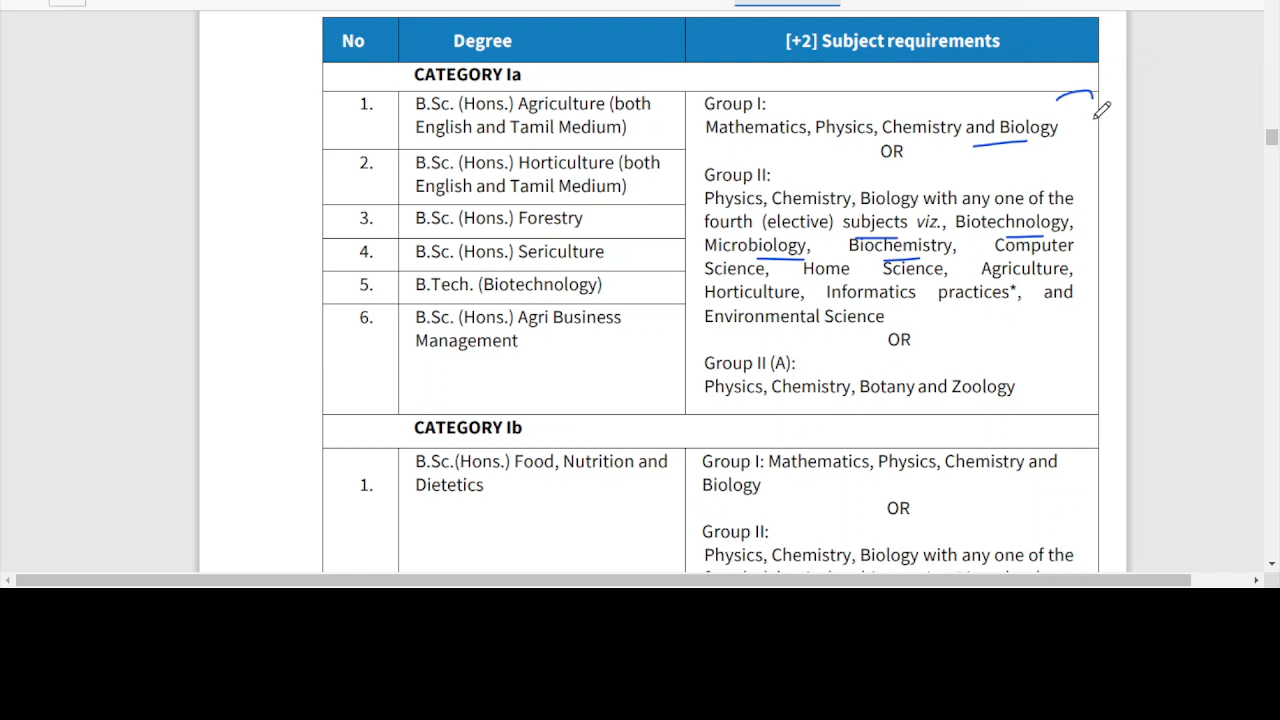 No Degree [+2] Subject requirements
CATEGORY Ia
1. B.Sc. (Hons.) Agriculture (both
English and Tamil Medium)
2. B.Sc. (Hons.) Horticulture (both
English and Tamil Medium)
3. B.Sc. (Hons.) Forestry
4. B.Sc. (Hons.) Sericulture
5. B.Tech. (Biotechnology)
6. B.Sc. (Hons.) Agri Business
Management
Group I:
Mathematics, Physics, Chemistry and Biology
OR
Group II:
Physics, Chemistry, Biology with any one of the
fourth (elective) subjects viz., Biotechnology,
Microbiology, Biochemistry, Computer
Science, Home Science, Agriculture,
Horticulture, Informatics practices*, and
Environmental Science
OR
Group II (A):
Physics, Chemistry, Botany and Zoology
CATEGORY Ib
1. B.Sc.(Hons.) Food, Nutrition and
Dietetics
Group I: Mathematics, Physics, Chemistry and
Biology
OR
Group II:
Physics, Chemistry, Biology with any one of the